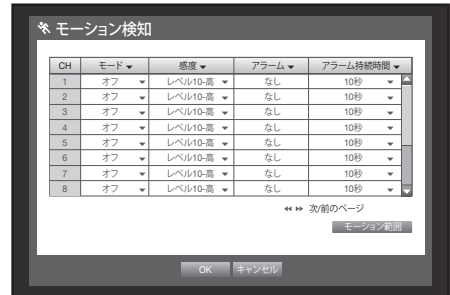 モーション検知
CH モード 感度 アラーム アラーム持続時間
1 オフ レベル10-高 なし 10秒
2 オフ レベル10-高 なし 10秒
3 オフ レベル10-高 なし 10秒
4 オフ レベル10-高 なし 10秒
5 オフ レベル10-高 なし 10秒
6 オフ レベル10-高 なし 10秒
7 オフ レベル10-高 なし 10秒
8 オフ レベル10-高 なし 10秒
次/前のページ
モーション範囲
OK キャンセル